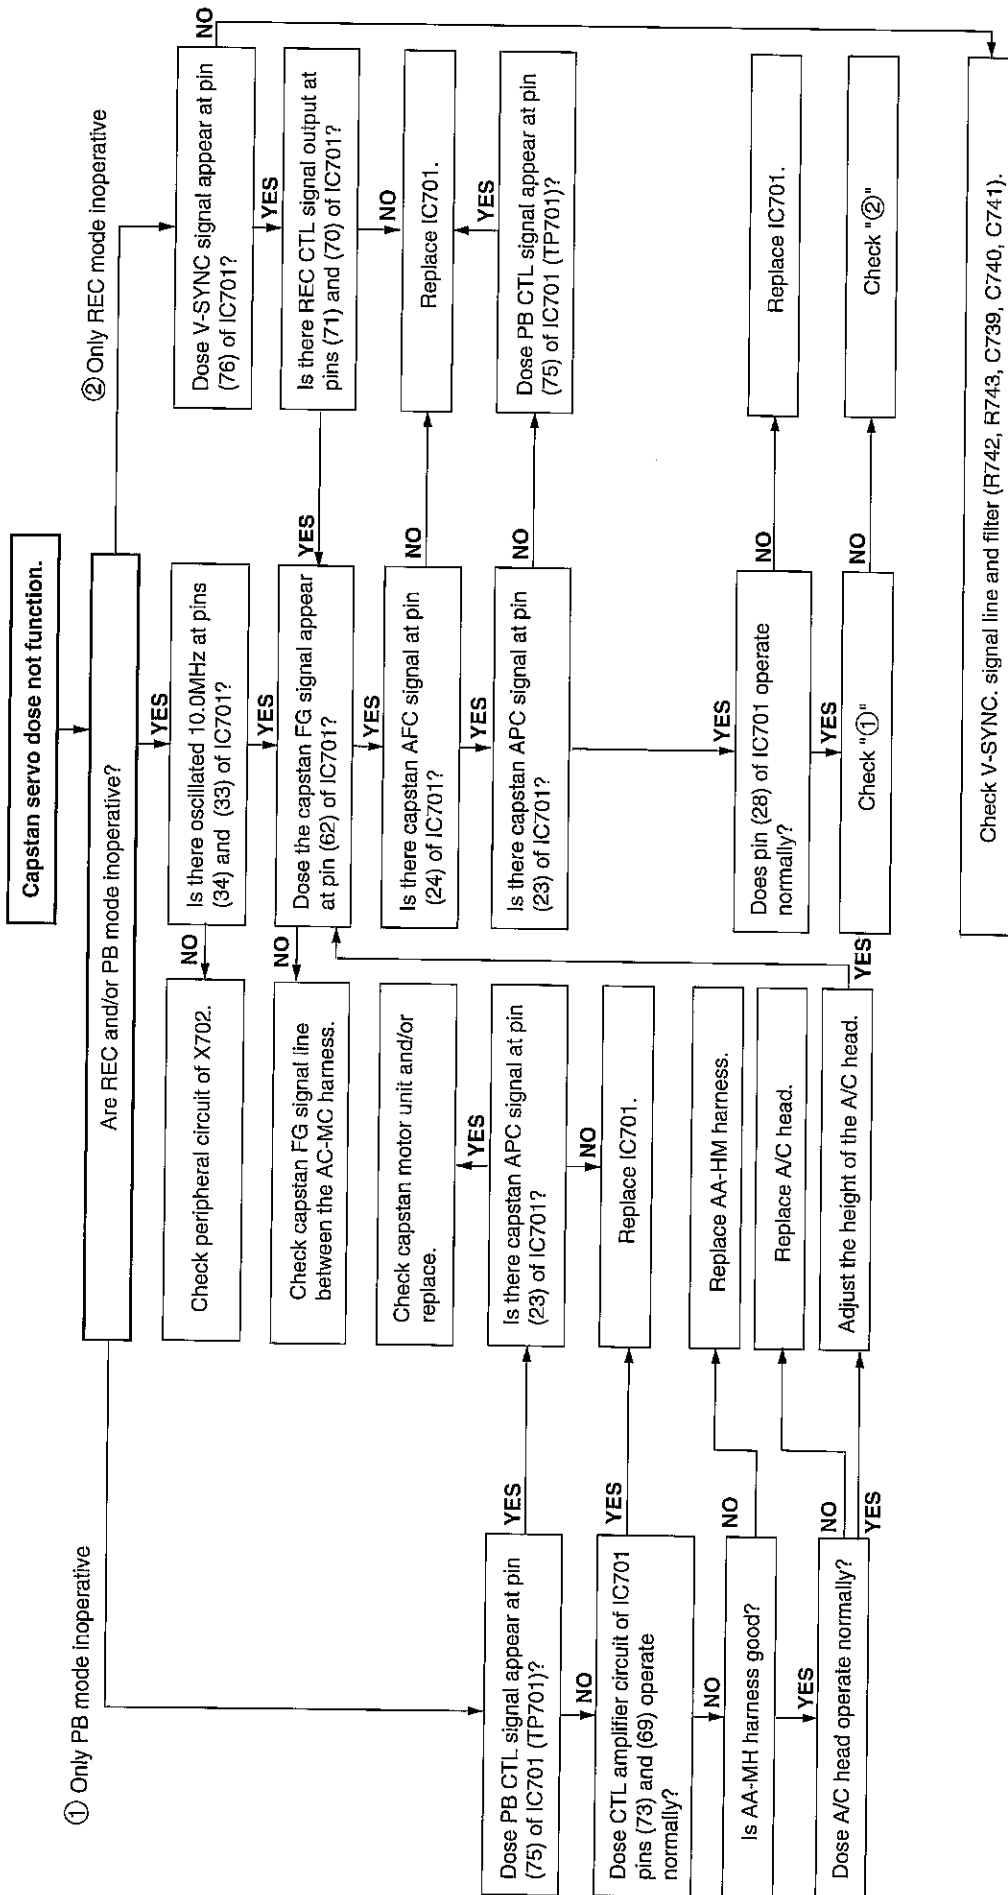 Capstan servo dose not function.
Are REC and/or PB mode inoperative?
① Only PB mode inoperative
② Only REC mode inoperative
YES
Is there oscillated 10.0MHz at pins
(34) and (33) of IC701?
NO
Check peripheral circuit of X702.
YES
Dose the capstan FG signal appear
at pin (62) of IC701?
NO
Check capstan FG signal line
between the AC-MC harness.
YES
Is there capstan AFC signal at pin
(24) of IC701?
NO
YES
Is there capstan APC signal at pin
(23) of IC701?
NO
YES
Does pin (28) of IC701 operate
normally?
NO
Replace IC701.
YES
Check "①"
NO
Check "②"
YES
Dose V-SYNC signal appear at pin
(76) of IC701?
NO
YES
Is there REC CTL signal output at
pins (71) and (70) of IC701?
YES
NO
Replace IC701.
YES
Dose PB CTL signal appear at pin
(75) of IC701 (TP701)?
Check V-SYNC. signal line and filter (R742, R743, C739, C740, C741).
Dose PB CTL signal appear at pin
(75) of IC701 (TP701)?
YES
Is there capstan APC signal at pin
(23) of IC701?
YES
Check capstan motor unit and/or
replace.
NO
Replace IC701.
NO
Dose CTL amplifier circuit of IC701
pins (73) and (69) operate
normally?
YES
NO
Is AA-MH harness good?
NO
Replace AA-HM harness.
YES
Dose A/C head operate normally?
NO
Replace A/C head.
YES
Adjust the height of the A/C head.